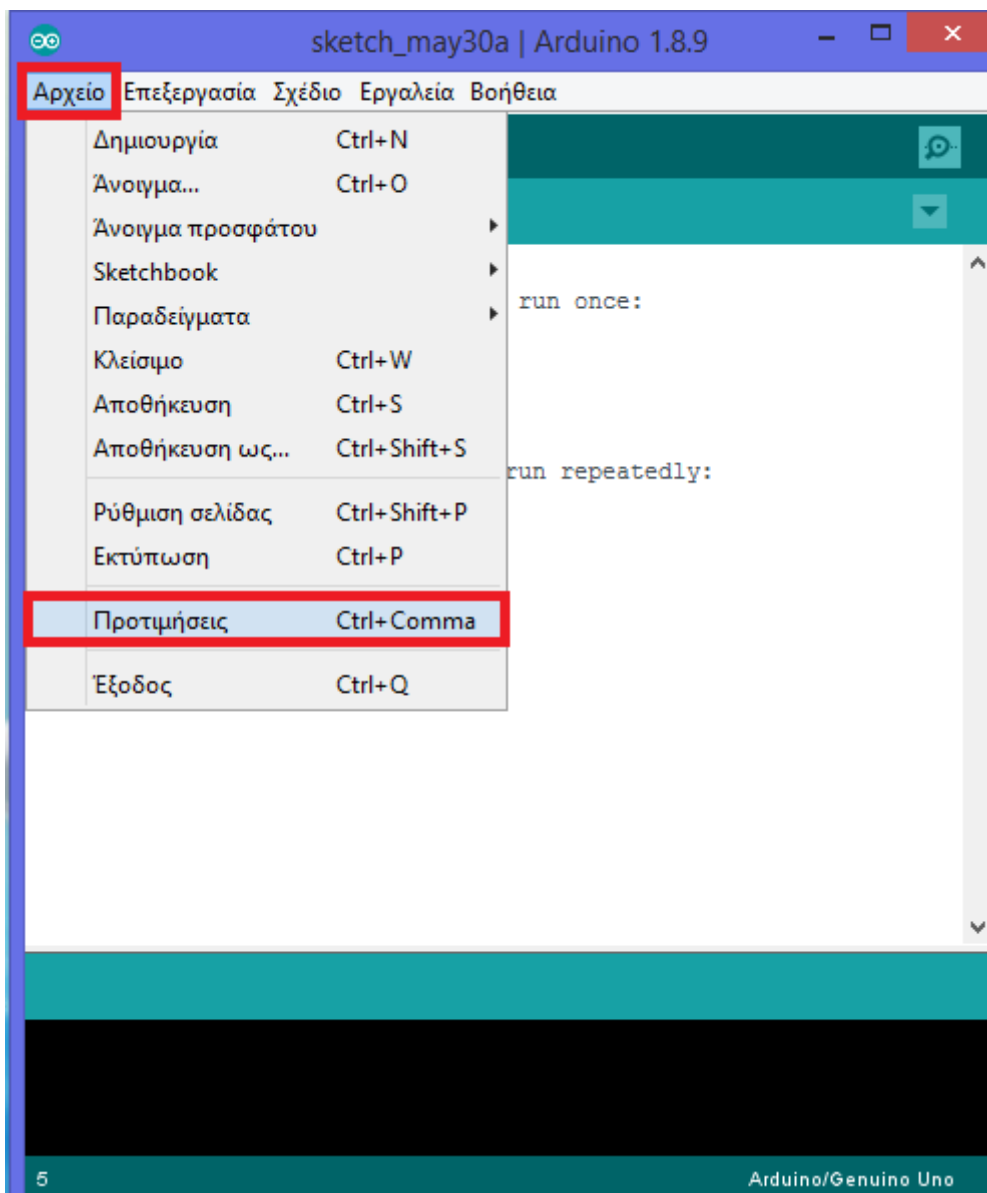 sketch_may30a | Arduino 1.8.9
Αρχείο Επεξεργασία Σχέδιο Εργαλεία Βοήθεια
Δημιουργία Ctrl+N
Άνοιγμα... Ctrl+O
Άνοιγμα προσφάτου
Sketchbook
run once:
Παραδείγματα
Κλείσιμο Ctrl+W
Αποθήκευση Ctrl+S
Αποθήκευση ως... Ctrl+Shift+S
run repeatedly:
Ρύθμιση σελίδας Ctrl+Shift+P
Εκτύπωση Ctrl+P
Προτιμήσεις Ctrl+Comma
Έξοδος Ctrl+Q
5 Arduino/Genuino Uno